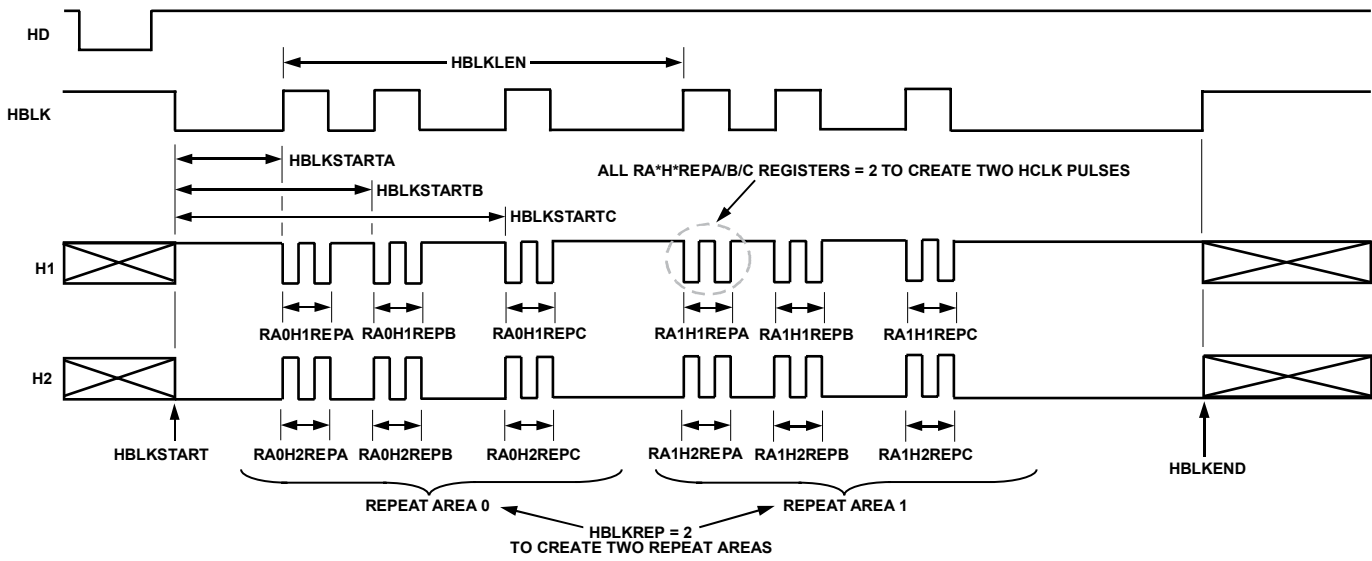 HD
HBLKLEN
HBLK
HBLKSTARTA
ALL RA*H*REPA/B/C REGISTERS = 2 TO CREATE TWO HCLK PULSES
HBLKSTARTB
HBLKSTARTC
H1
RA0H1REPA RA0H1REPB RA0H1REPC RA1H1REPA RA1H1REPB RA1H1REPC
H2
HBLKSTART RA0H2REPA RA0H2REPB RA0H2REPC RA1H2REPA RA1H2REPB RA1H2REPC HBLKEND
REPEAT AREA 0 REPEAT AREA 1
HBLKREP = 2
TO CREATE TWO REPEAT AREAS